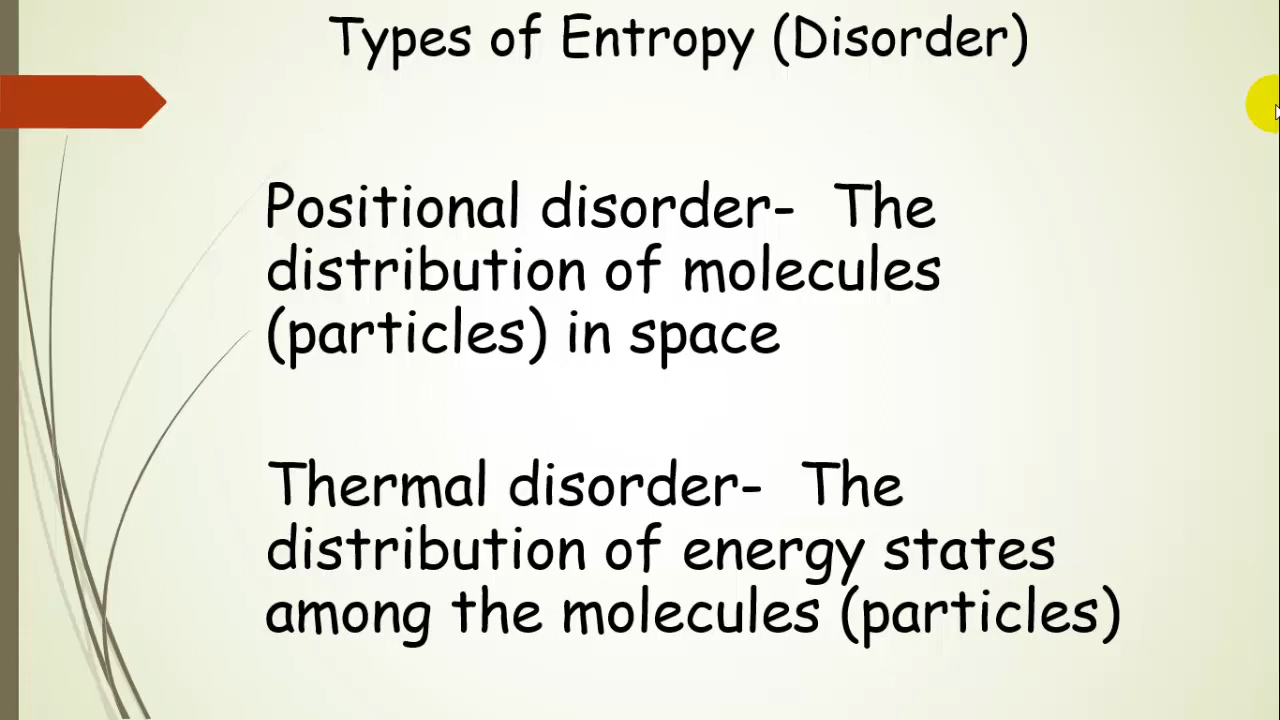 Types of Entropy (Disorder)
Positional disorder-  The
distribution of molecules
(particles) in space
Thermal disorder-  The
distribution of energy states
among the molecules (particles)